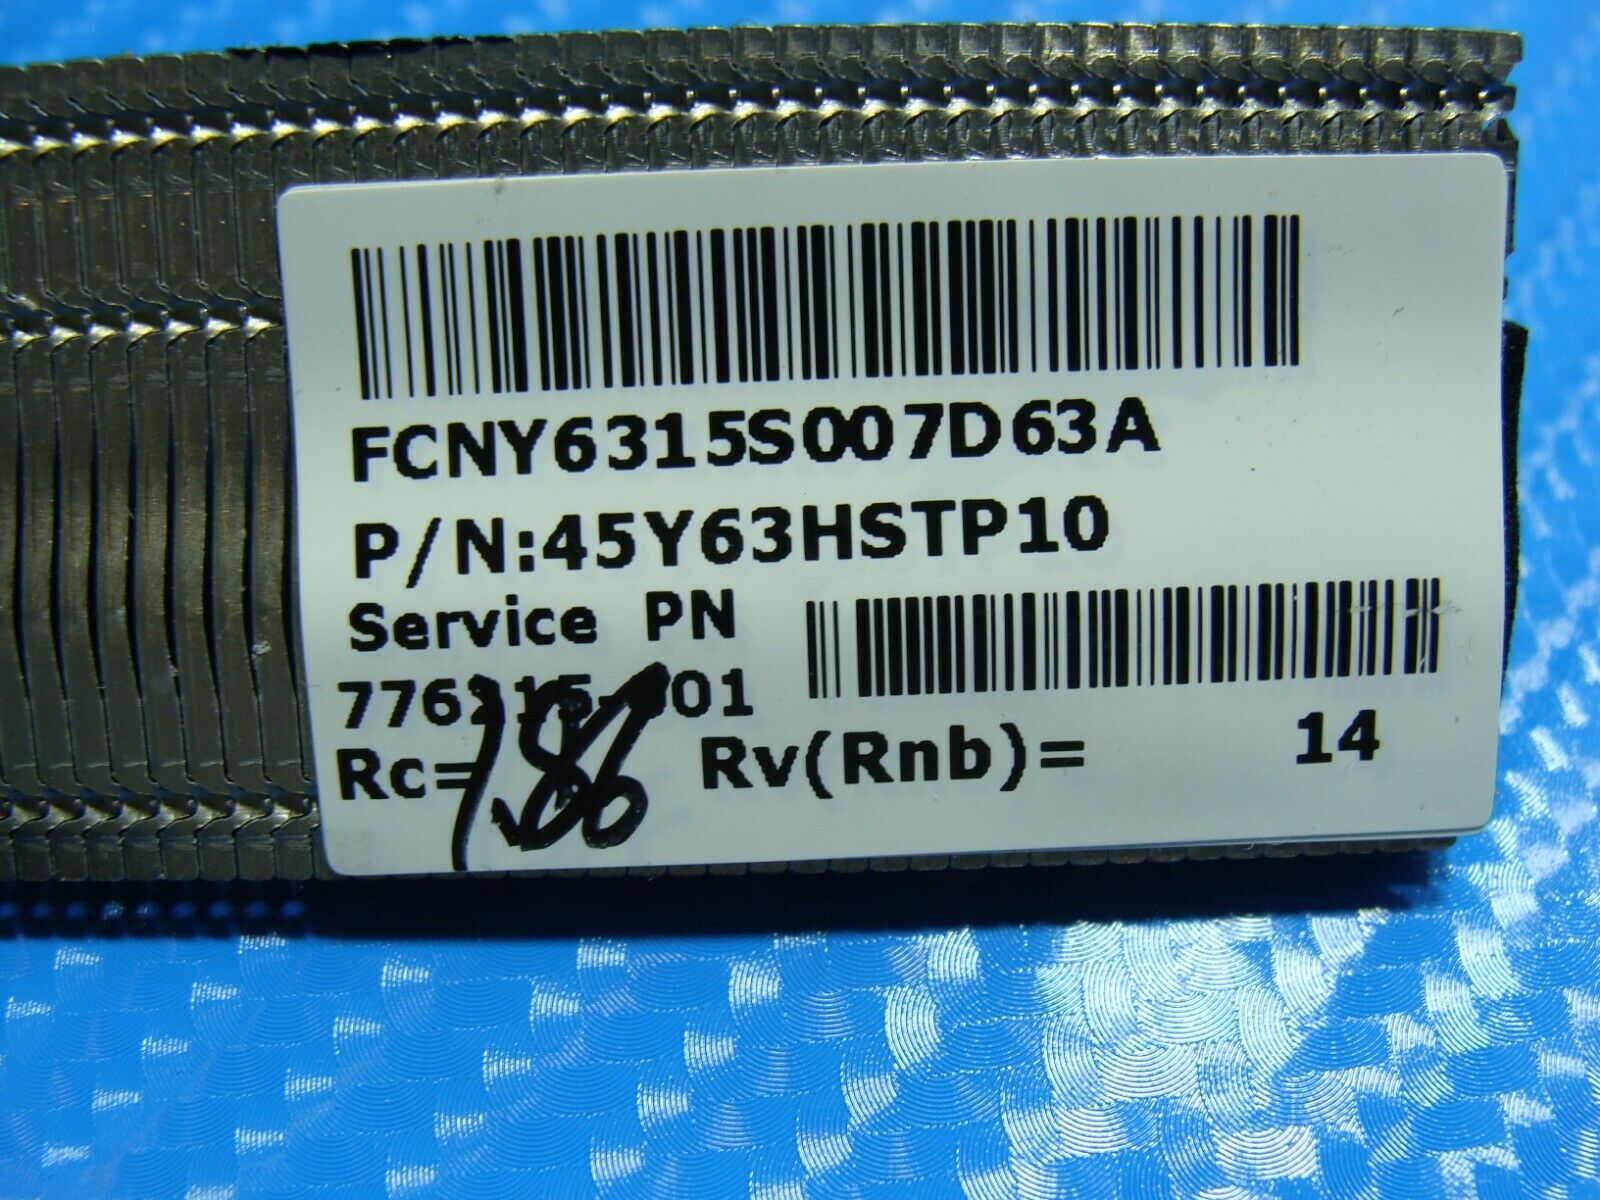 FCNY6315S007D63A
P/N:45Y63HSTP10
Service PN
Rc= Rv(Rnb)= 14